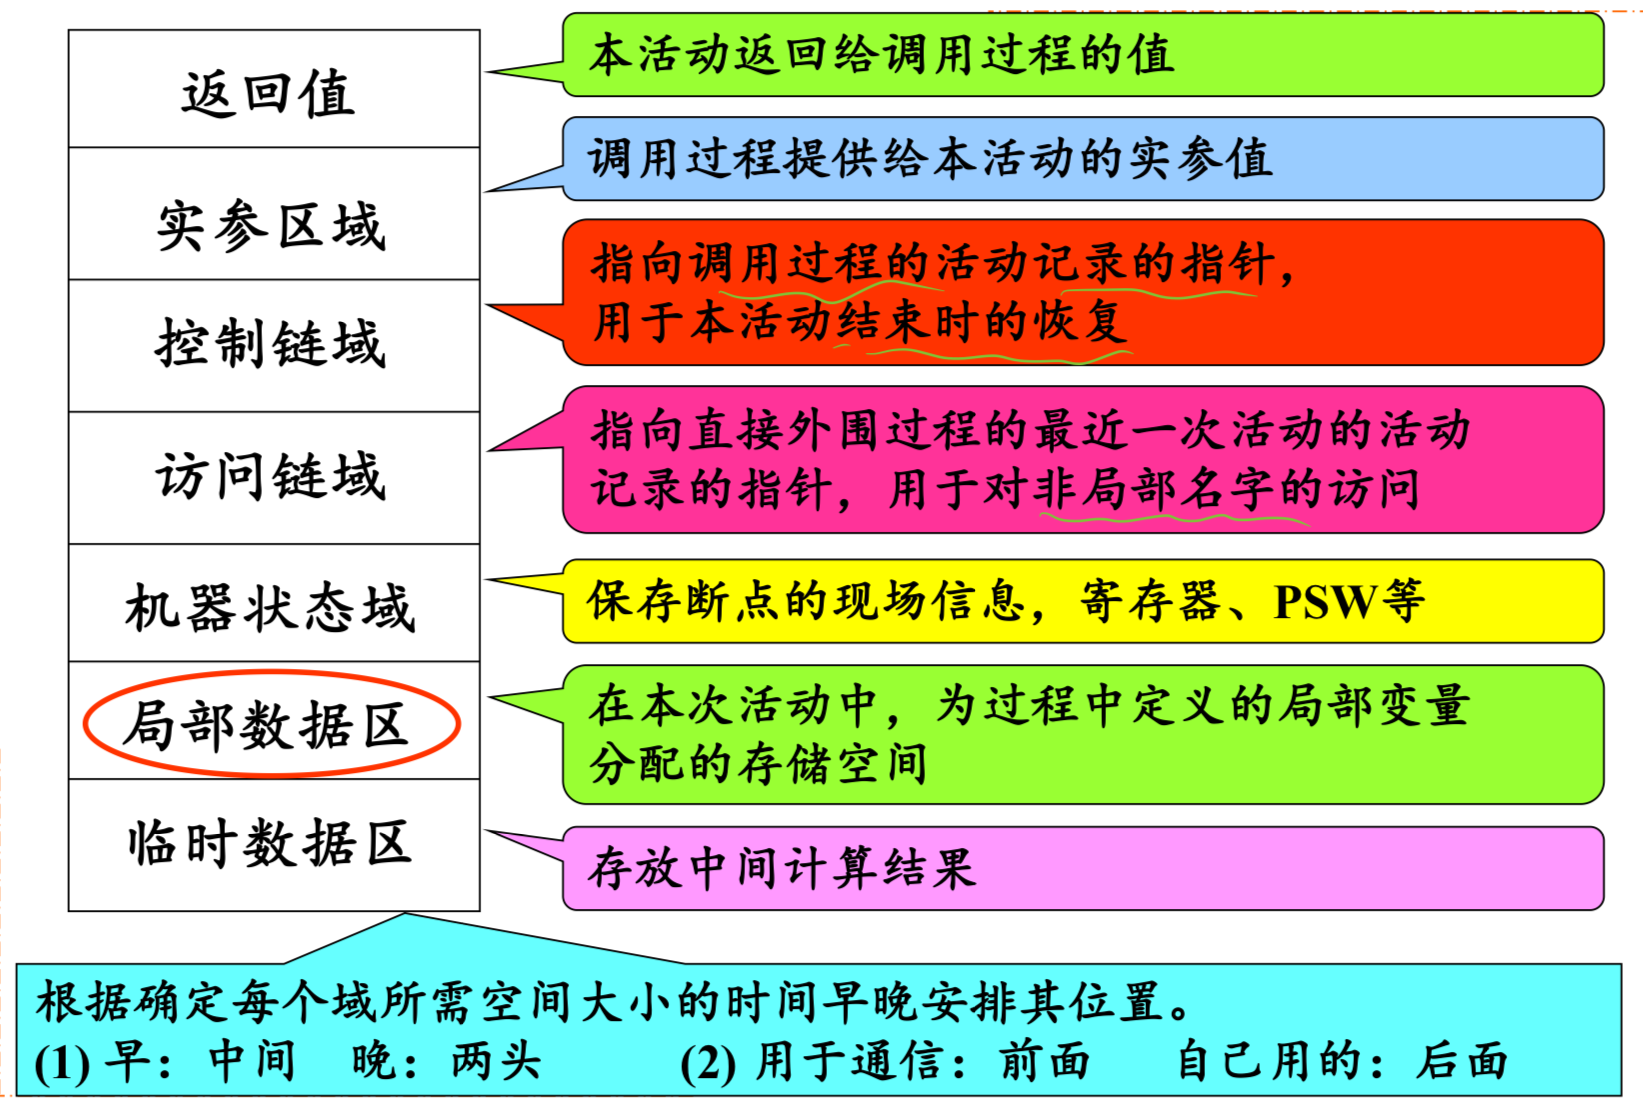 返回值
本活动返回给调用过程的值
实参区域
调用过程提供给本活动的实参值
控制链域
指向调用过程的活动记录的指针，
用于本活动结束时的恢复
访问链域
指向直接外围过程的最近一次活动的活动
记录的指针，用于对非局部名字的访问
机器状态域
保存断点的现场信息，寄存器、PSW等
局部数据区
在本次活动中，为过程中定义的局部变量
分配的存储空间
临时数据区
存放中间计算结果
根据确定每个域所需空间大小的时间早晚安排其位置。
(1) 早：中间 晚：两头 (2) 用于通信：前面 自己用的：后面